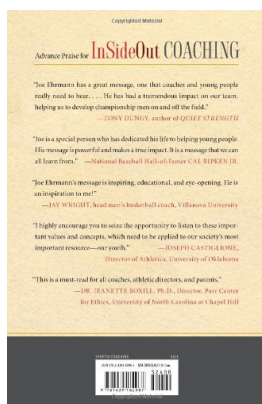 Copyrighted Material
Advance Praise for InSideOut COACHING
"Joe Ehrmann has a great message, one that coaches and young
people really need to hear. . . . He has had a tremendous impact on our team,
helping us to develop championship men on and off the field."
—TONY DUNGY, author of QUIET STRENGTH
"Joe is a special person who has dedicated his life to helping young people.
His message is powerful and makes a true impact. It is a message that we can
all learn from." —National Baseball Hall-of-Famer CAL RIPKEN JR.
"Joe Ehrmann's message is inspiring, educational, and eye-opening. He is
an inspiration to me!"
—JAY WRIGHT, head men's basketball coach, Villanova University
"I highly encourage you to seize the opportunity to listen to these impor-
tant values and concepts, which need to be applied to our society's most
important resource—our youth." —JOSEPH CASTIGLIONE,
Director of Athletics, University of Oklahoma
"This is a must-read for all coaches, athletic directors, and parents."
—DR. JEANETTE BOXILL, Ph.D., Director, Parr Center
for Ethics, University of North Carolina at Chapel Hill
Copyrighted Material